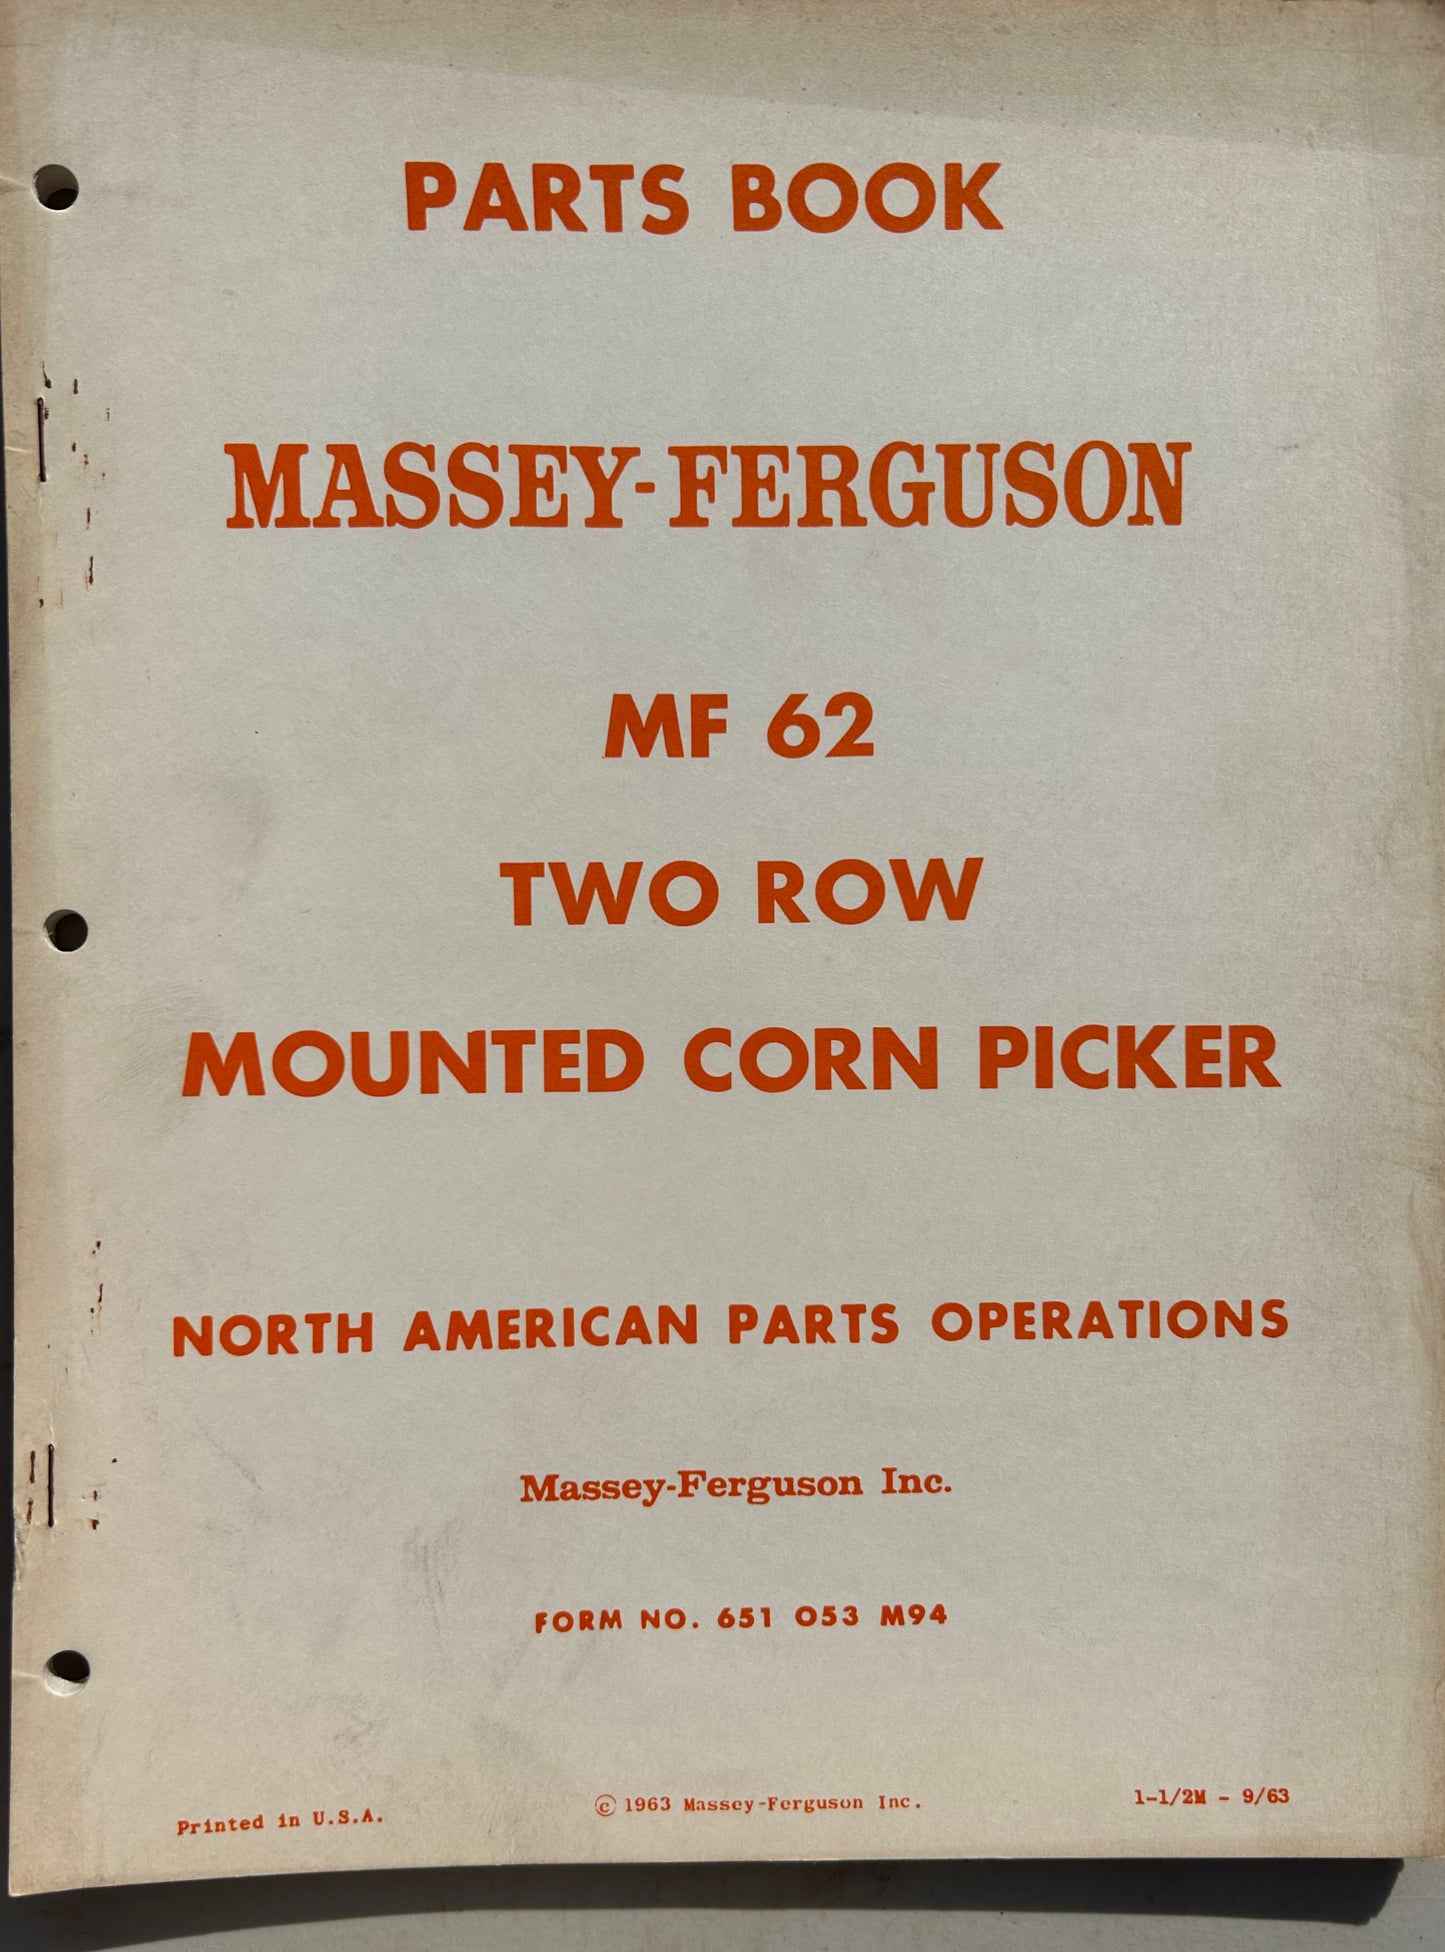 PARTS BOOK
MASSEY-FERGUSON
MF 62
TWO ROW
MOUNTED CORN PICKER
NORTH AMERICAN PARTS OPERATIONS
Massey-Ferguson Inc.
FORM NO. 651 053 M94
Printed in U.S.A.
© 1963 Massey-Ferguson Inc.
1-1/2M - 9/63